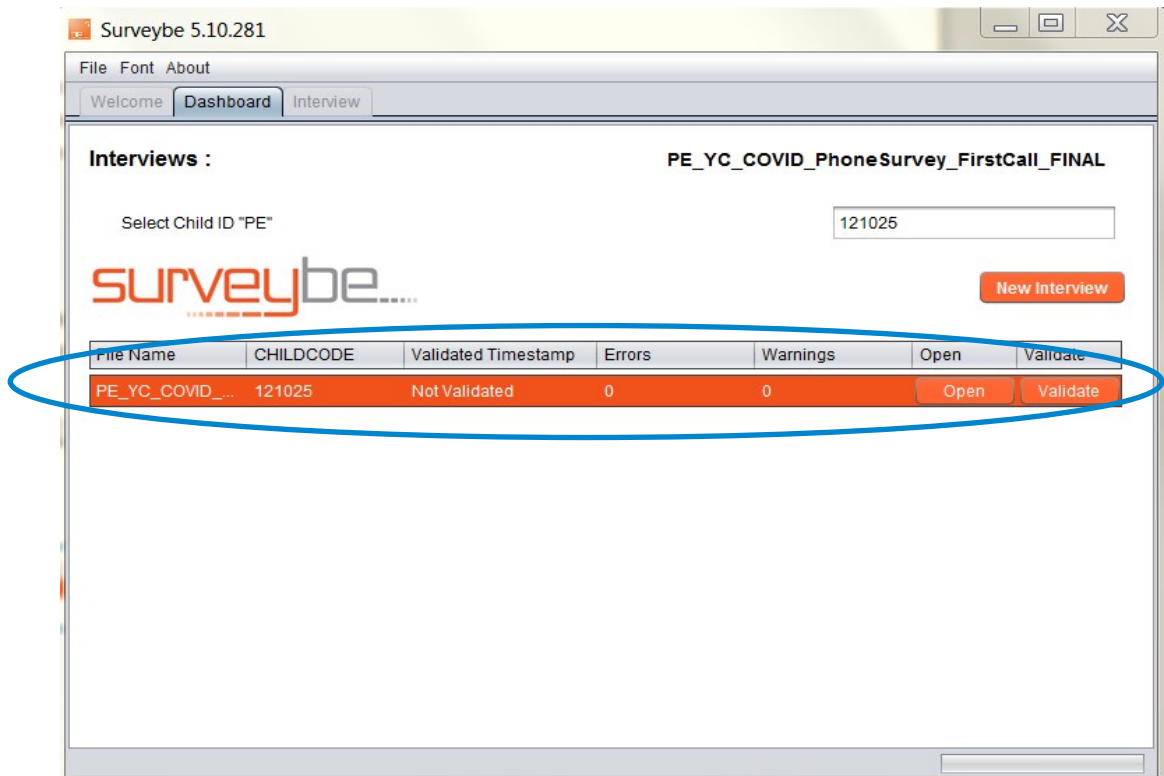 Surveybe 5.10.281
File Font About
Welcome Dashboard Interview
Interviews : PE_YC_COVID_PhoneSurvey_FirstCall_FINAL
Select Child ID "PE" 121025
surveybe.....
New Interview
File Name CHILDCODE Validated Timestamp Errors Warnings Open Validate
PE_YC_COVID_... 121025 Not Validated 0 0 Open Validate